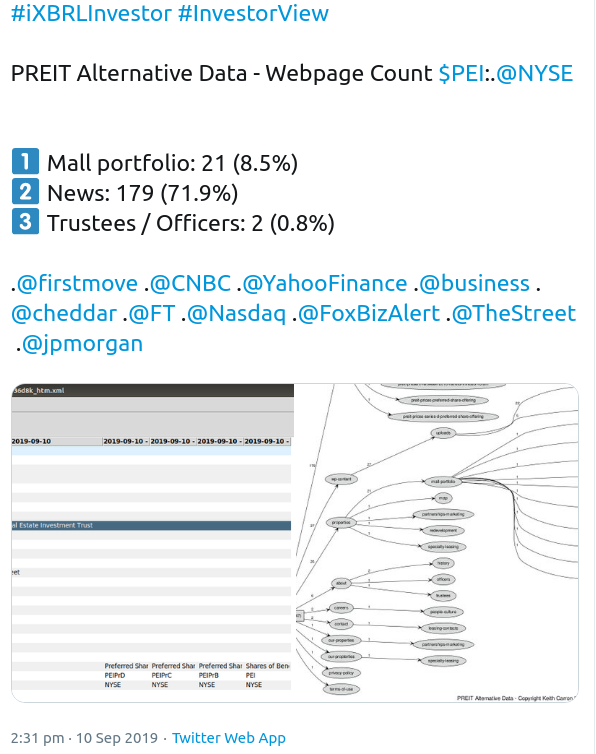 #iXBRLInvestor #InvestorView
PREIT Alternative Data - Webpage Count $PEI:.@NYSE
1 Mall portfolio: 21 (8.5%)
2 News: 179 (71.9%)
3 Trustees / Officers: 2 (0.8%)
.@firstmove .@CNBC .@YahooFinance .@business .
@cheddar .@FT .@Nasdaq .@FoxBizAlert .@TheStreet
.@jpmorgan
36d8k_htm.xml
2019-09-10 2019-09-10 - 2019-09-10 - 2019-09-10 - 2019-09-10 -
al Estate Investment Trust
eet
Preferred Shar Preferred Shar Preferred Shar Shares of Ben
PEIPrD PEIPrC PEIPrB PEI
NYSE NYSE NYSE NYSE
preit-prices-preferred-share-offering
preit-prices-series-d-preferred-share-offering
uploads
wp-content
mall-portfolio
map
properties
partnerships-marketing
redevelopment
specialty-leasing
history
about
officers
trustees
careers
people-culture
contact
leasing-contacts
our-properties
partnerships-marketing
our-properties
specialty-leasing
privacy-policy
terms-of-use
PREIT Alternative Data - Copyright Keith Corron
2:31 pm · 10 Sep 2019 · Twitter Web App